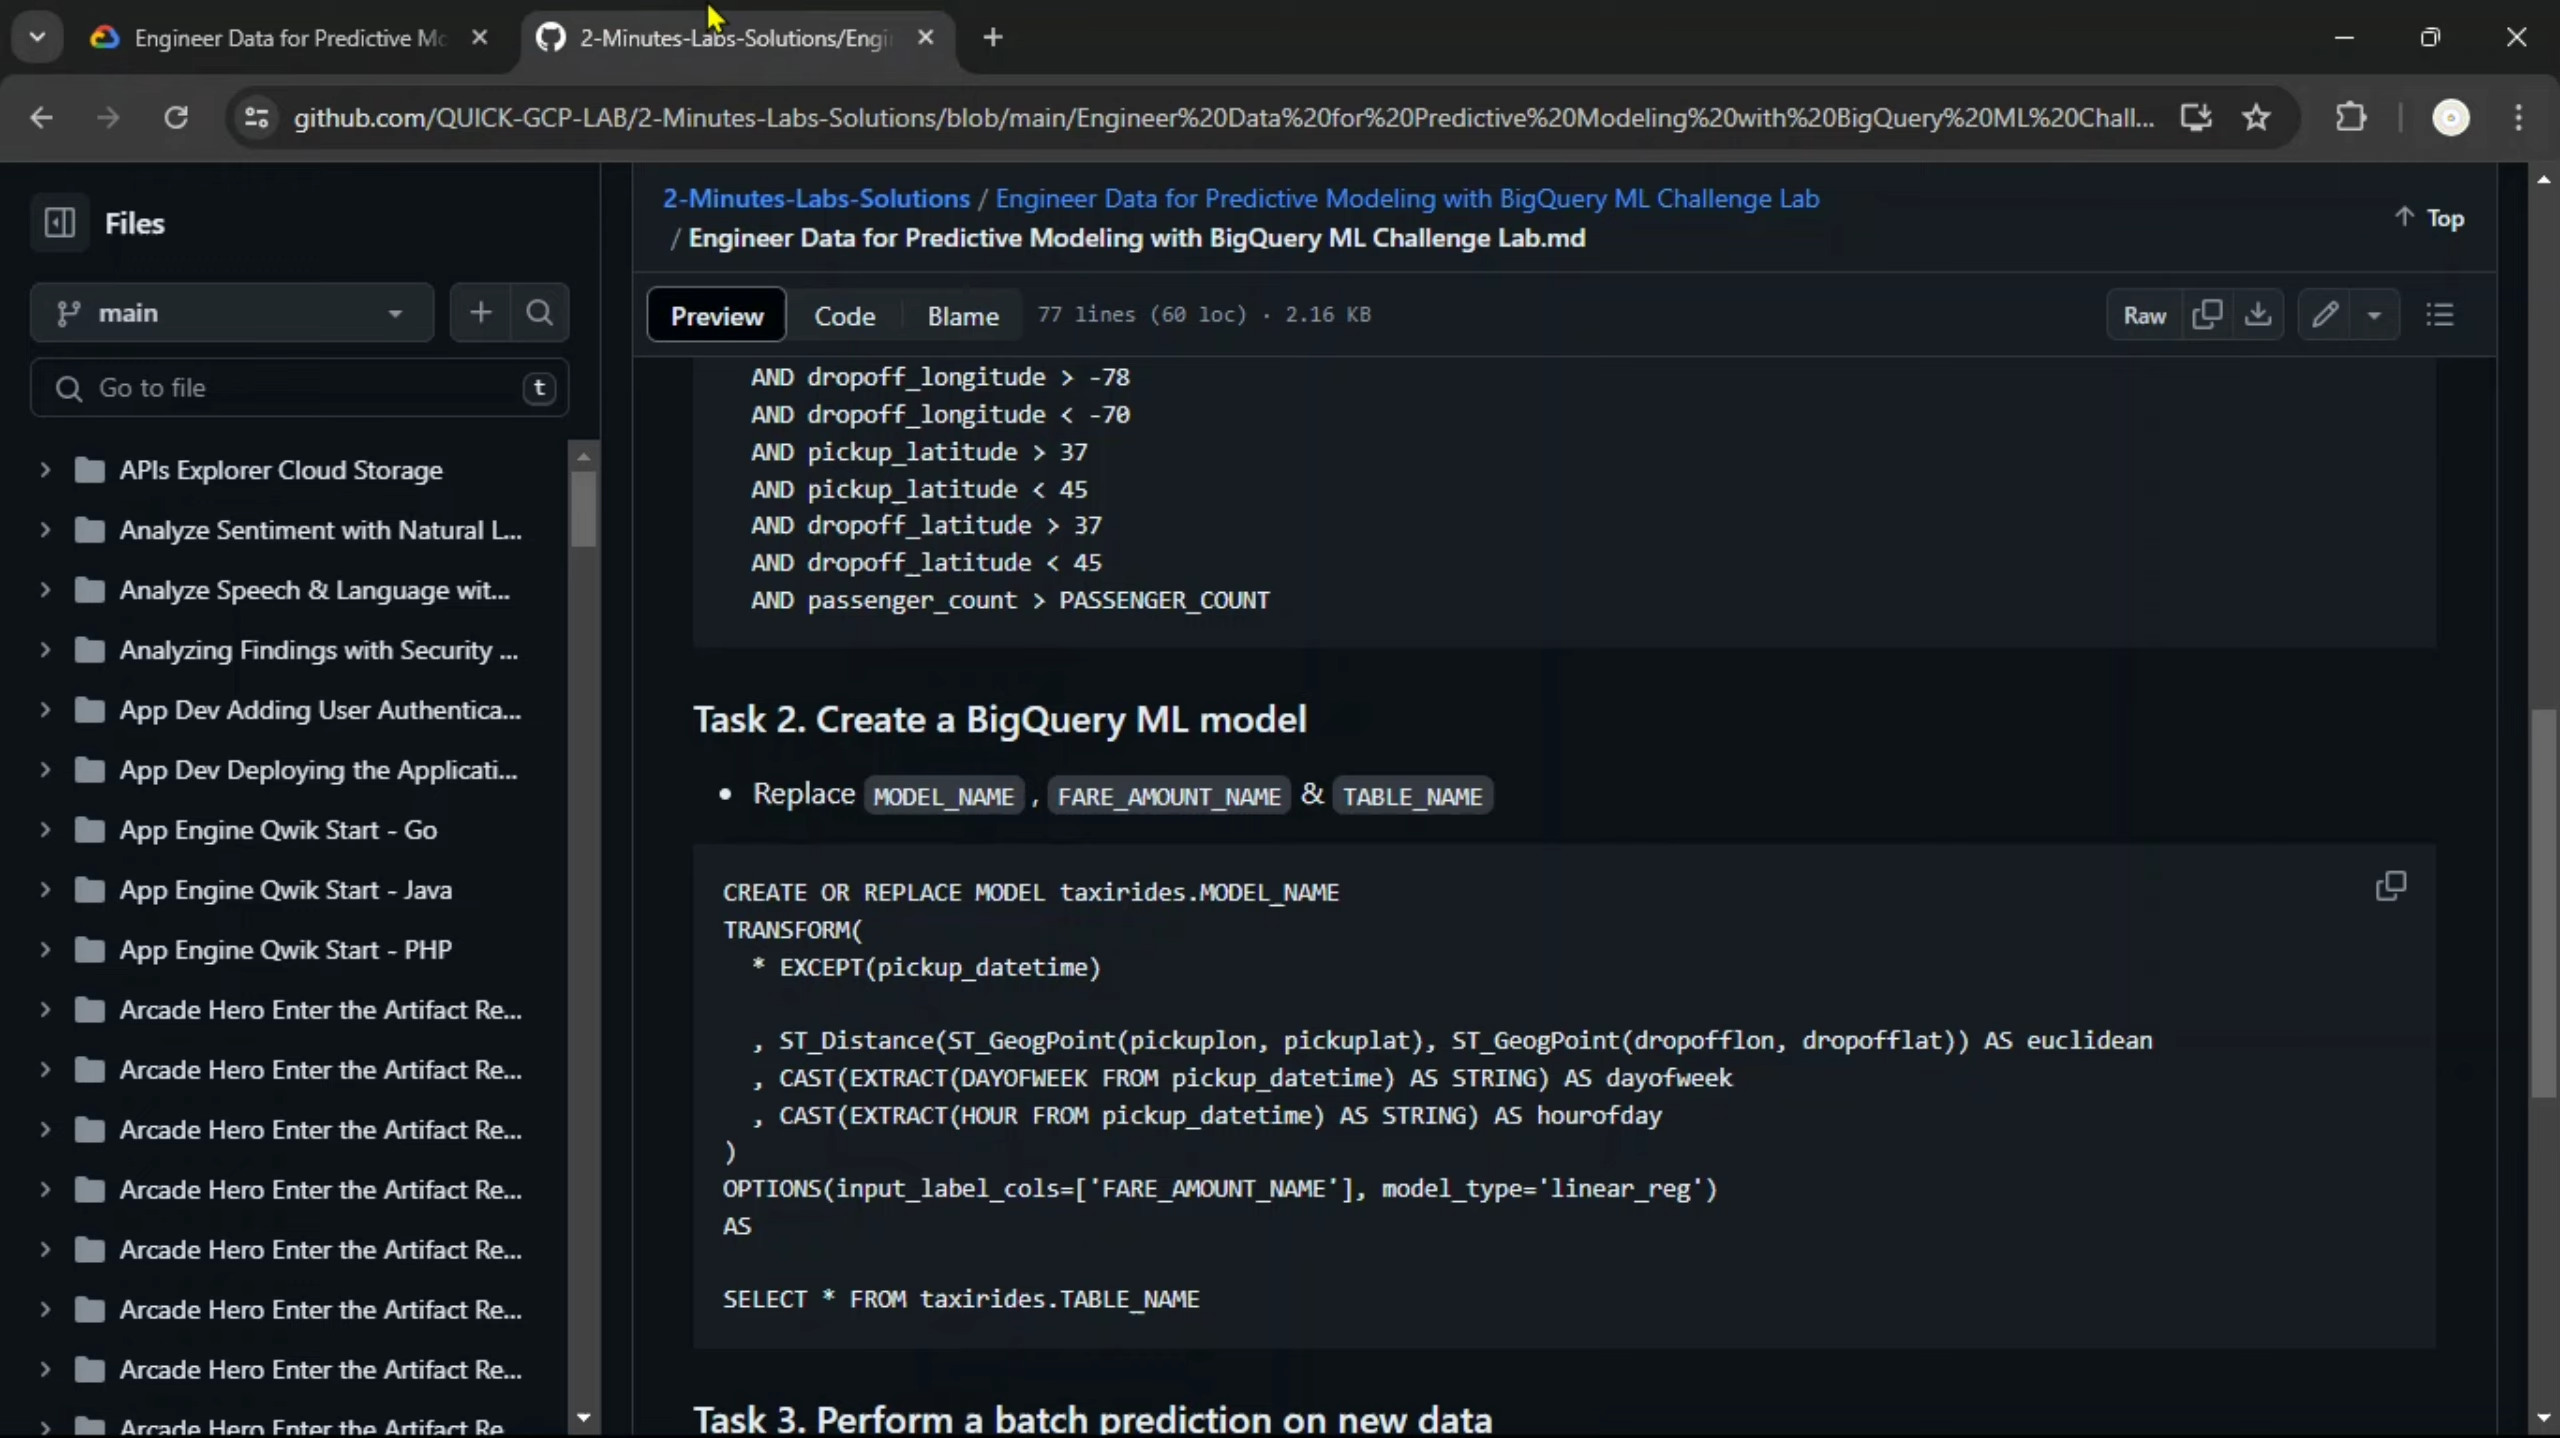 Engineer Data for Predictive Mo
2-Minutes-Labs-Solutions/Engi
github.com/QUICK-GCP-LAB/2-Minutes-Labs-Solutions/blob/main/Engineer%20Data%20for%20Predictive%20Modeling%20with%20BigQuery%20ML%20Chall...
Files
main
Go to file
t
APIs Explorer Cloud Storage
Analyze Sentiment with Natural L...
Analyze Speech & Language wit...
Analyzing Findings with Security ...
App Dev Adding User Authentica...
App Dev Deploying the Applicati...
App Engine Qwik Start - Go
App Engine Qwik Start - Java
App Engine Qwik Start - PHP
Arcade Hero Enter the Artifact Re...
Arcade Hero Enter the Artifact Re...
Arcade Hero Enter the Artifact Re...
Arcade Hero Enter the Artifact Re...
Arcade Hero Enter the Artifact Re...
Arcade Hero Enter the Artifact Re...
Arcade Hero Enter the Artifact Re...
Arcade Hero Enter the Artifact Re
2-Minutes-Labs-Solutions / Engineer Data for Predictive Modeling with BigQuery ML Challenge Lab
/ Engineer Data for Predictive Modeling with BigQuery ML Challenge Lab.md
Top
Preview Code Blame 77 lines (60 loc) · 2.16 KB
Raw
AND dropoff_longitude > -78
AND dropoff_longitude < -70
AND pickup_latitude > 37
AND pickup_latitude < 45
AND dropoff_latitude > 37
AND dropoff_latitude < 45
AND passenger_count > PASSENGER_COUNT
Task 2. Create a BigQuery ML model
• Replace MODEL_NAME , FARE_AMOUNT_NAME & TABLE_NAME
CREATE OR REPLACE MODEL taxirides.MODEL_NAME
TRANSFORM(
* EXCEPT(pickup_datetime)
, ST_Distance(ST_GeogPoint(pickuplon, pickuplat), ST_GeogPoint(dropofflon, dropofflat)) AS euclidean
, CAST(EXTRACT(DAYOFWEEK FROM pickup_datetime) AS STRING) AS dayofweek
, CAST(EXTRACT(HOUR FROM pickup_datetime) AS STRING) AS hourofday
)
OPTIONS(input_label_cols=['FARE_AMOUNT_NAME'], model_type='linear_reg')
AS
SELECT * FROM taxirides.TABLE_NAME
Task 3. Perform a batch prediction on new data